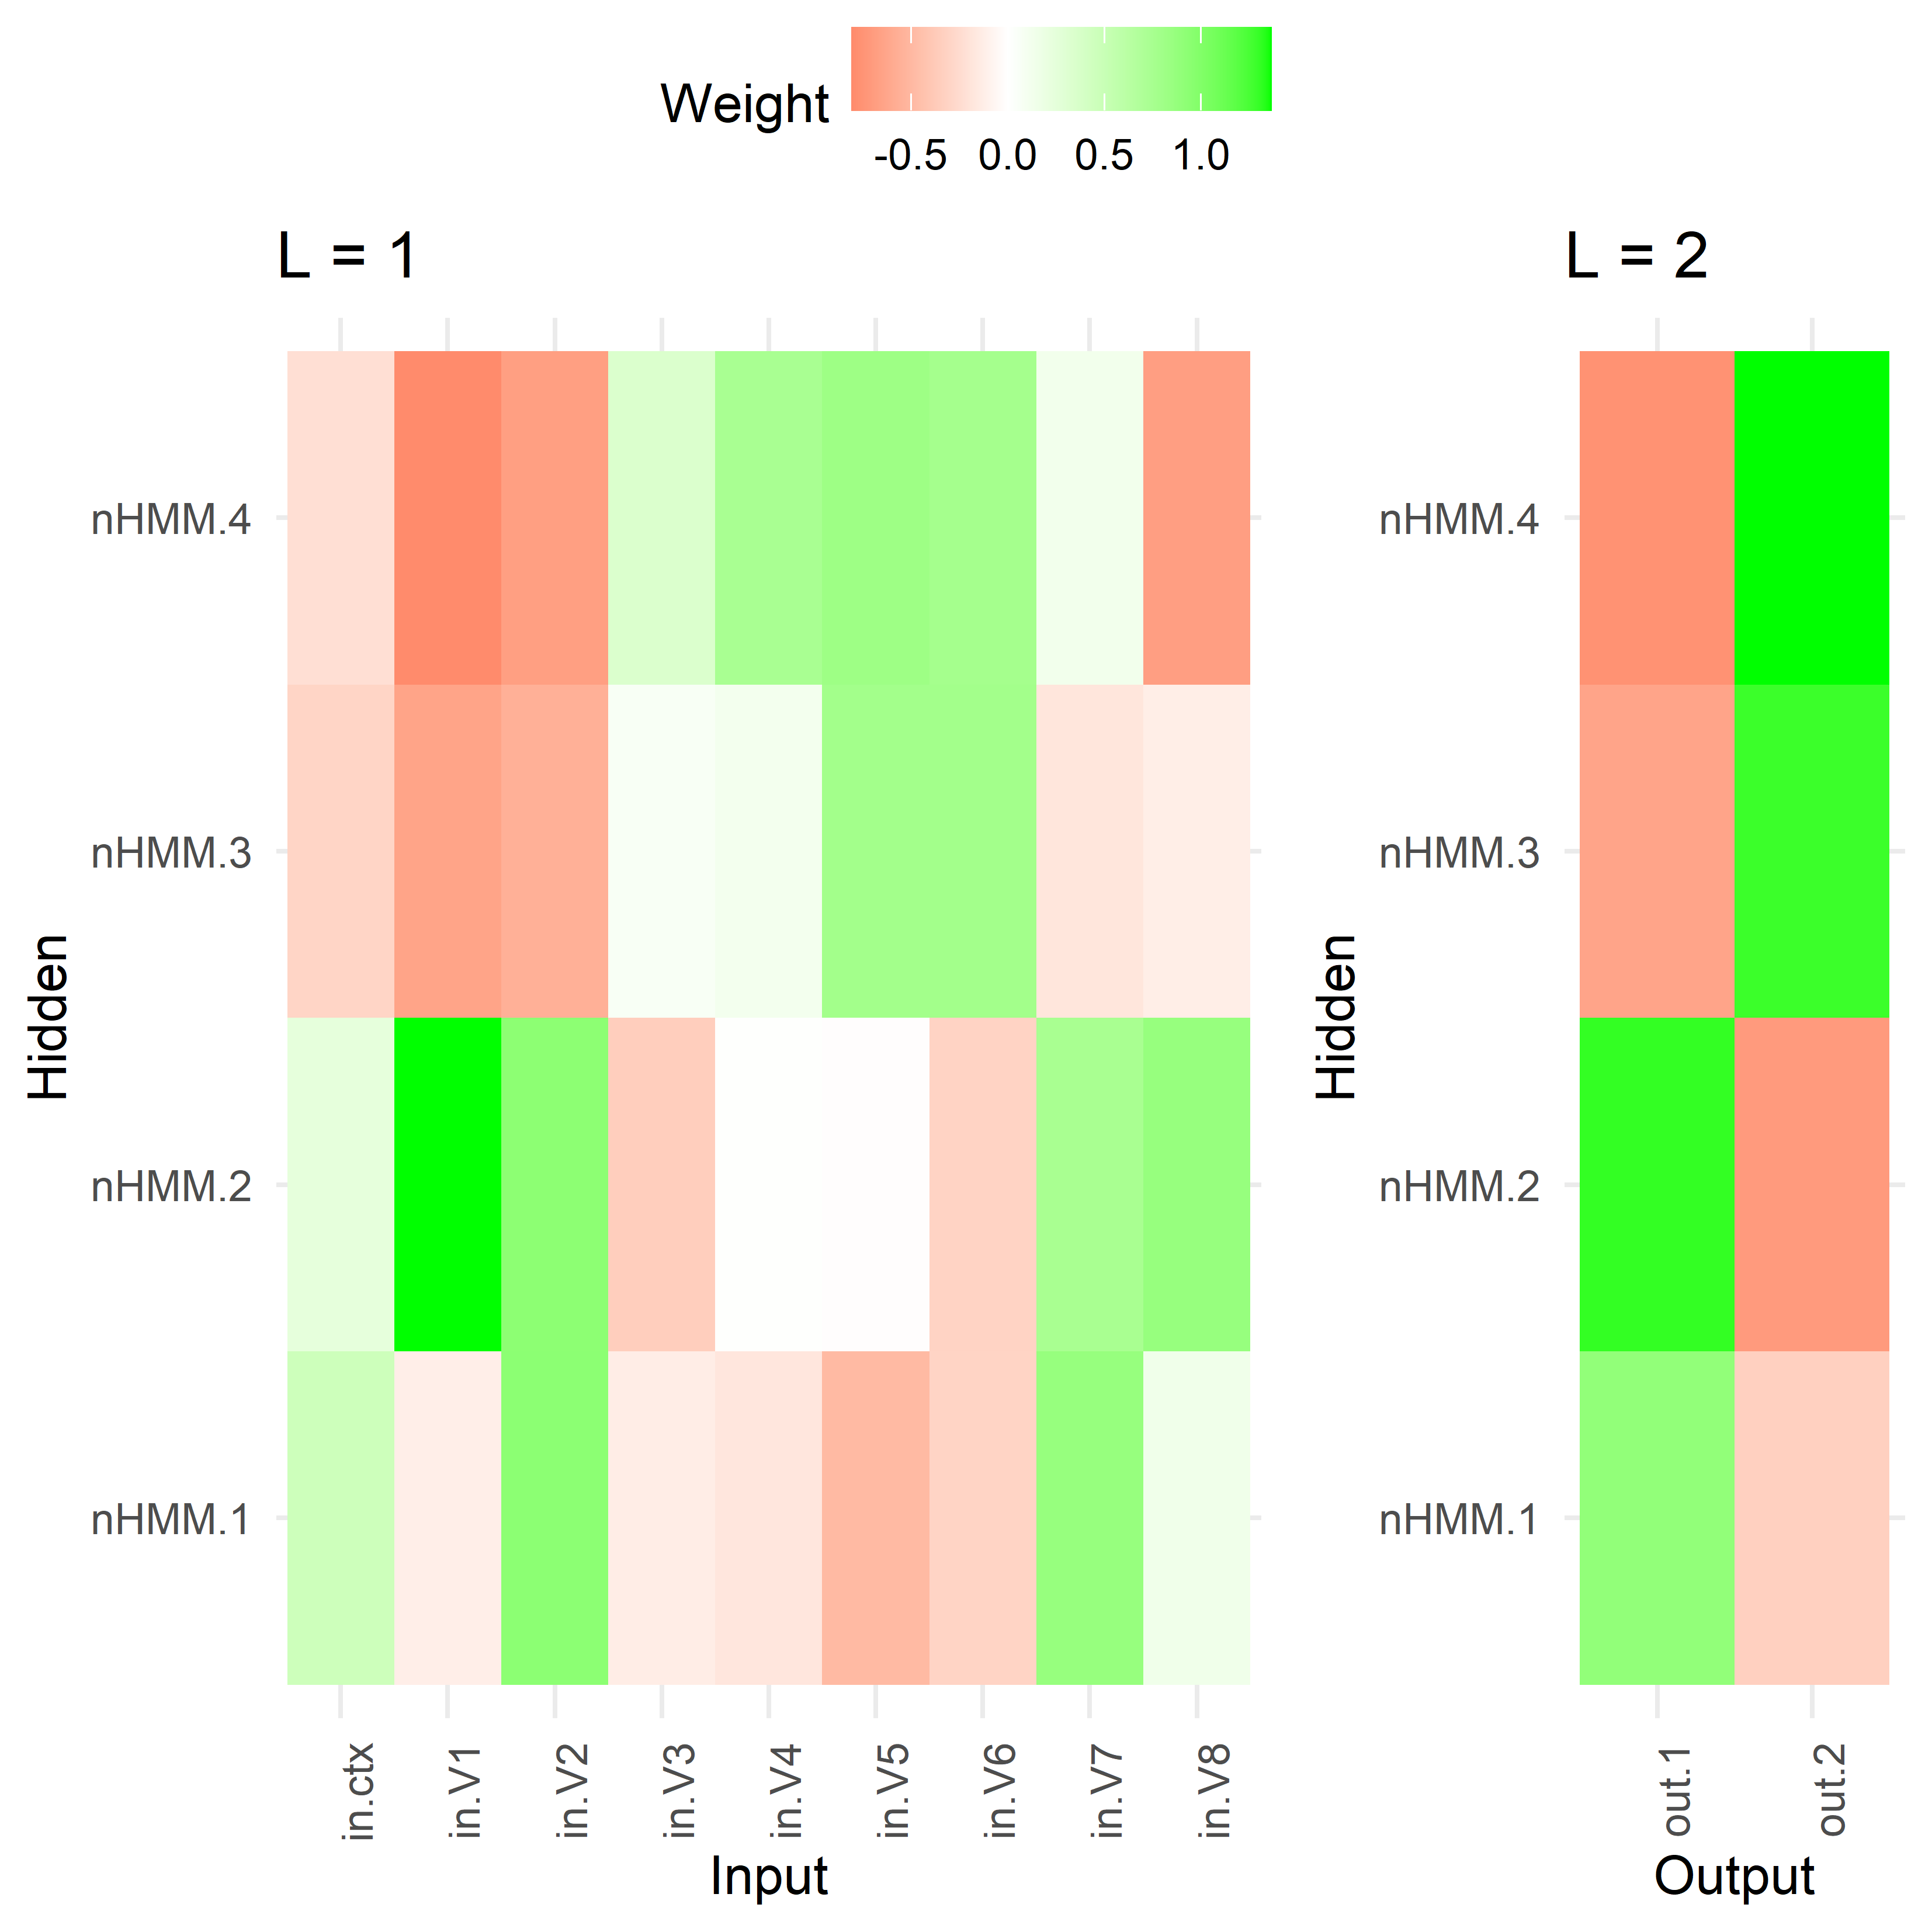 Weight
-0.5 0.0 0.5 1.0
L = 1
L = 2
Hidden
nHMM.4
nHMM.3
nHMM.2
nHMM.1
in.ctx in.V1 in.V2 in.V3 in.V4 in.V5 in.V6 in.V7 in.V8
Input
Hidden
nHMM.4
nHMM.3
nHMM.2
nHMM.1
out.1 out.2
Output